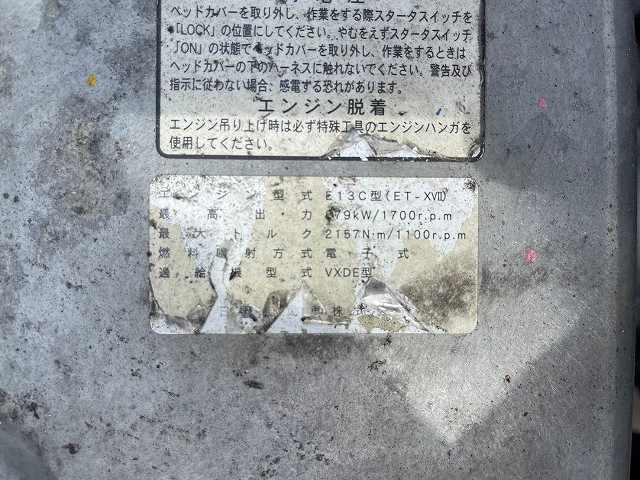 ヘッドカバーを取り外し、作業をする際スタータスイッチを
「LOCK」の位置にしてください。やむをえずスタータスイッチ
「ON」の状態でヘッドカバーを取り外し、作業をするときは
ヘッドカバーの下のハーネスに触れないでください。警告及び
指示に従わない場合、感電する恐れがあります。
エンジン脱着
エンジン吊り上げ時は必ず特殊工具のエンジンハンガを
使用してください。
エンジン型式 E13C型(ET-XVII)
最高出力 379kW/1700r.p.m
最大トルク 2157N·m/1100r.p.m
燃料噴射方式 電子式
過給機型式 VXDE型
株